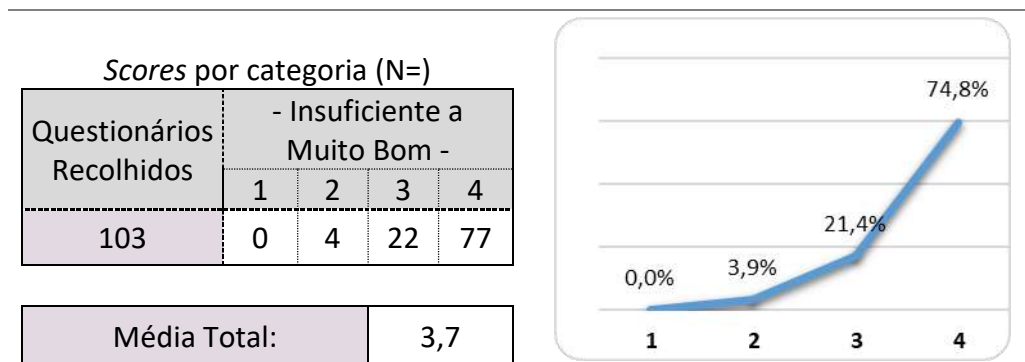 Scores por categoria (N=)
Questionários Recolhidos
- Insuficiente a
Muito Bom -
1 2 3 4
103 0 4 22 77
Média Total: 3,7
74,8%
21,4%
3,9%
0,0%
1 2 3 4